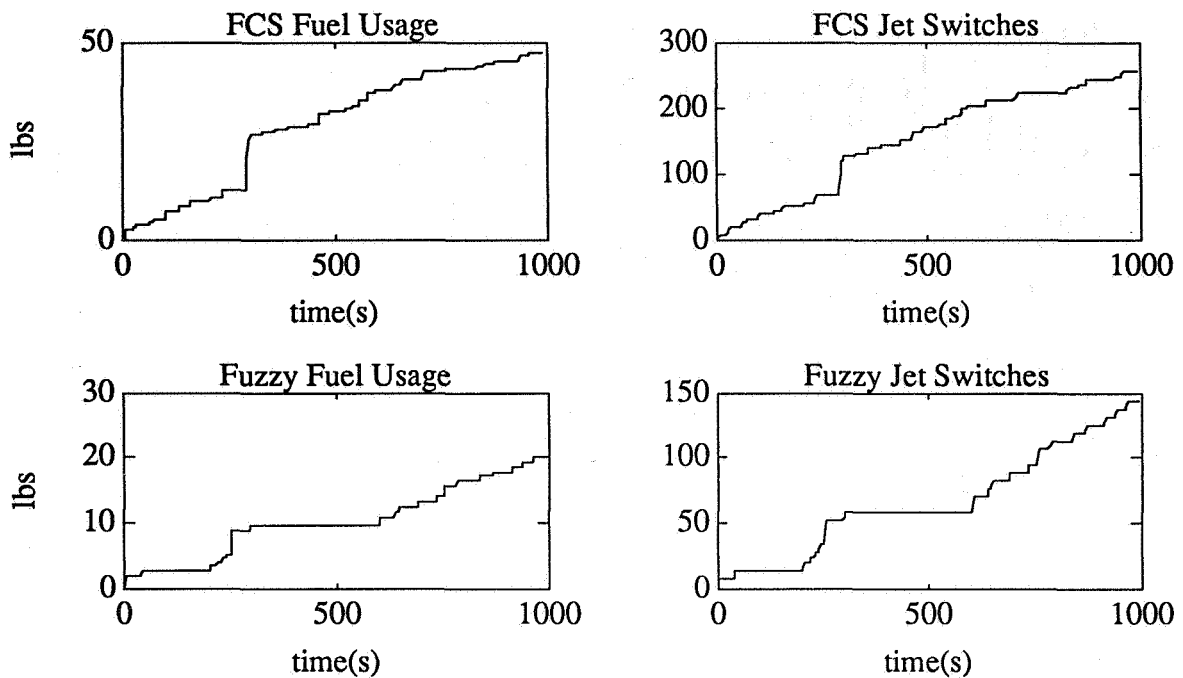 FCS Fuel Usage
50
lbs
0
0 500 1000
time(s)
FCS Jet Switches
300
200
100
0
0 500 1000
time(s)
Fuzzy Fuel Usage
30
20
lbs
10
0
0 500 1000
time(s)
Fuzzy Jet Switches
150
100
50
0
0 500 1000
time(s)